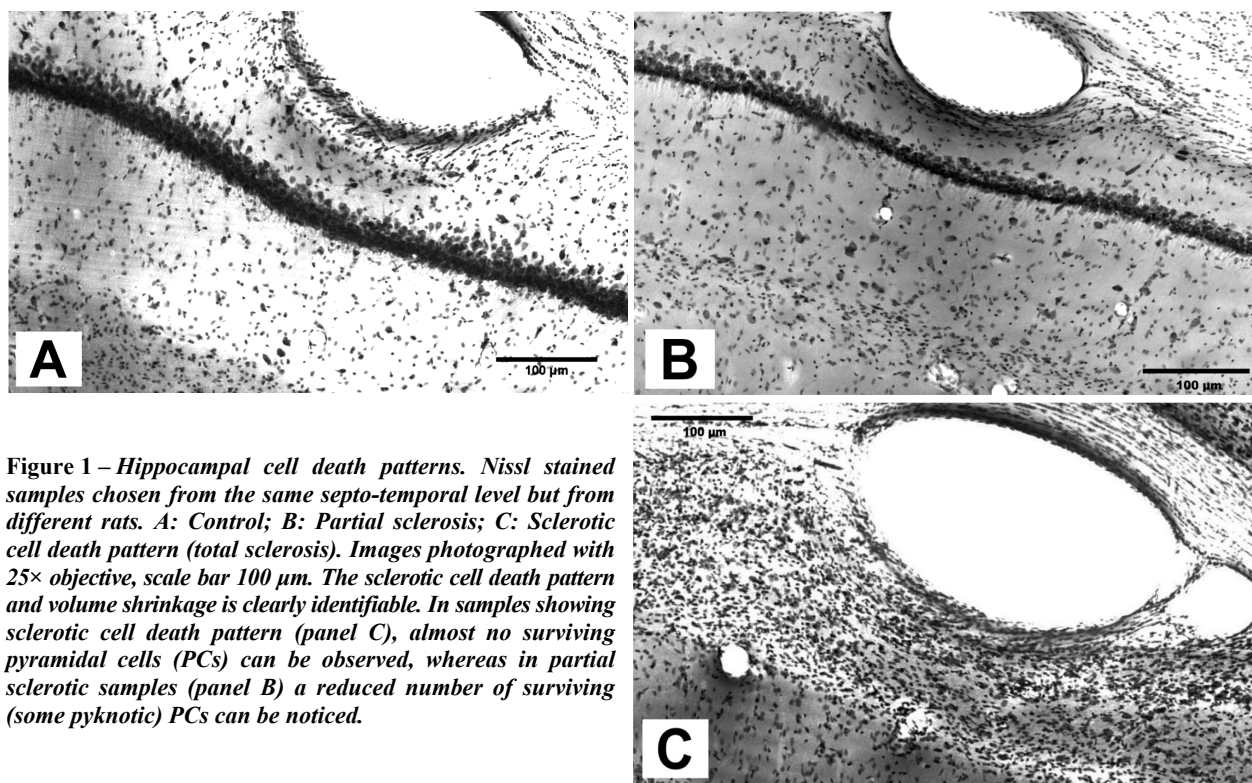 100 µm
A
100 µm
B
Figure 1 – Hippocampal cell death patterns. Nissl stained
samples chosen from the same septo-temporal level but from
different rats. A: Control; B: Partial sclerosis; C: Sclerotic
cell death pattern (total sclerosis). Images photographed with
25× objective, scale bar 100 µm. The sclerotic cell death pattern
and volume shrinkage is clearly identifiable. In samples showing
sclerotic cell death pattern (panel C), almost no surviving
pyramidal cells (PCs) can be observed, whereas in partial
sclerotic samples (panel B) a reduced number of surviving
(some pyknotic) PCs can be noticed.
100 µm
C